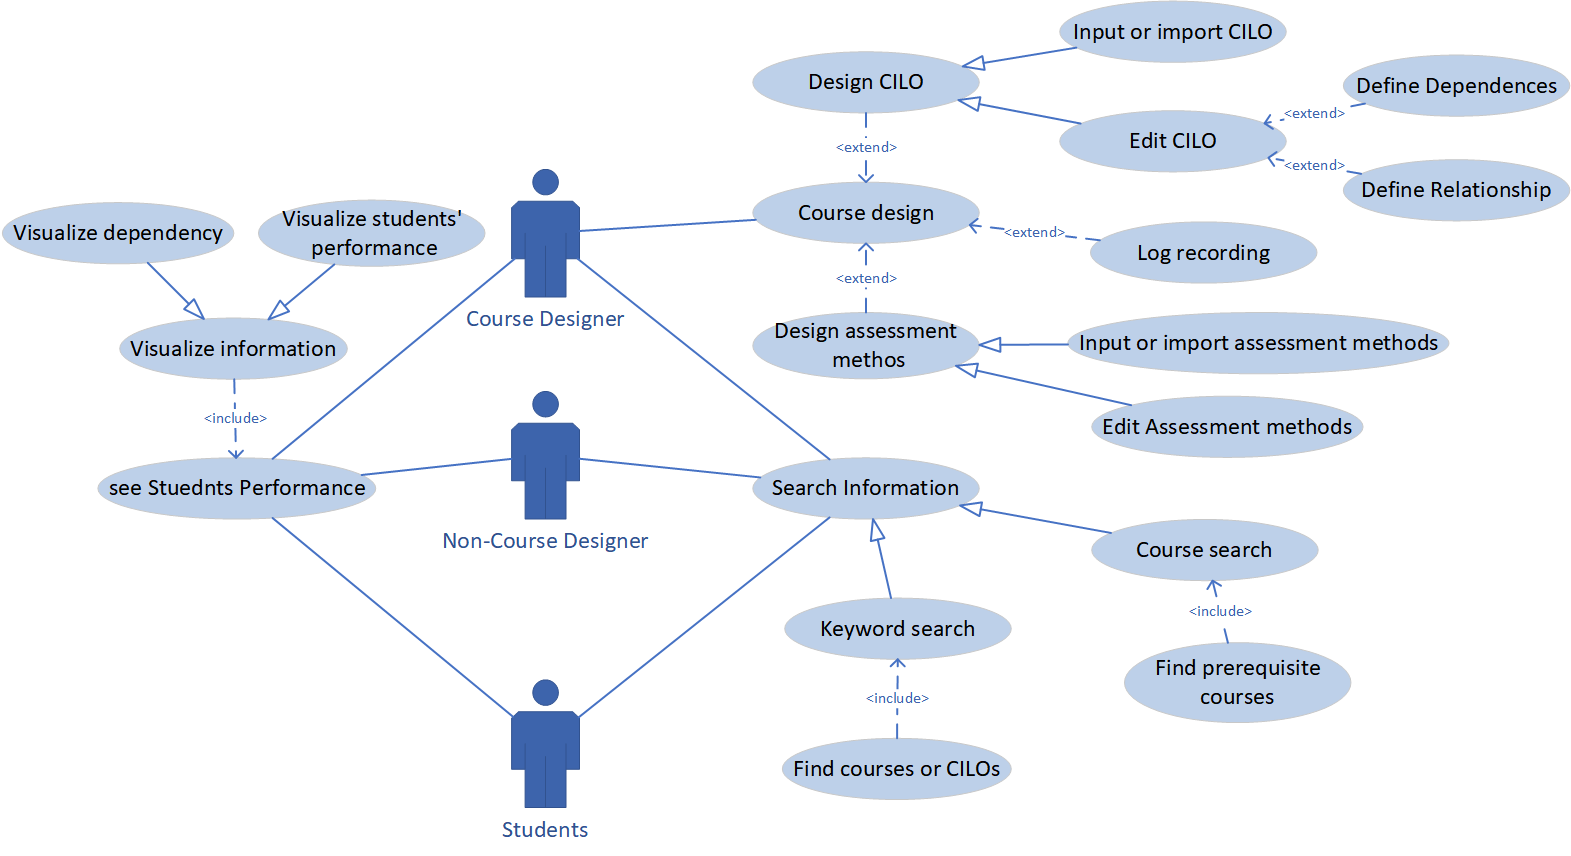 Input or import CILO
Design CILO
Define Dependences
<extend>
Edit CILO
<extend>
<extend>
Define Relationship
Visualize dependency
Visualize students'
performance
Course design
<extend>
Log recording
<extend>
Course Designer
Design assessment
methos
Input or import assessment methods
Visualize information
<include>
Edit Assessment methods
see Stuednts Performance
Search Information
Non-Course Designer
Course search
<include>
Keyword search
Find prerequisite
courses
<include>
Find courses or CILOs
Students